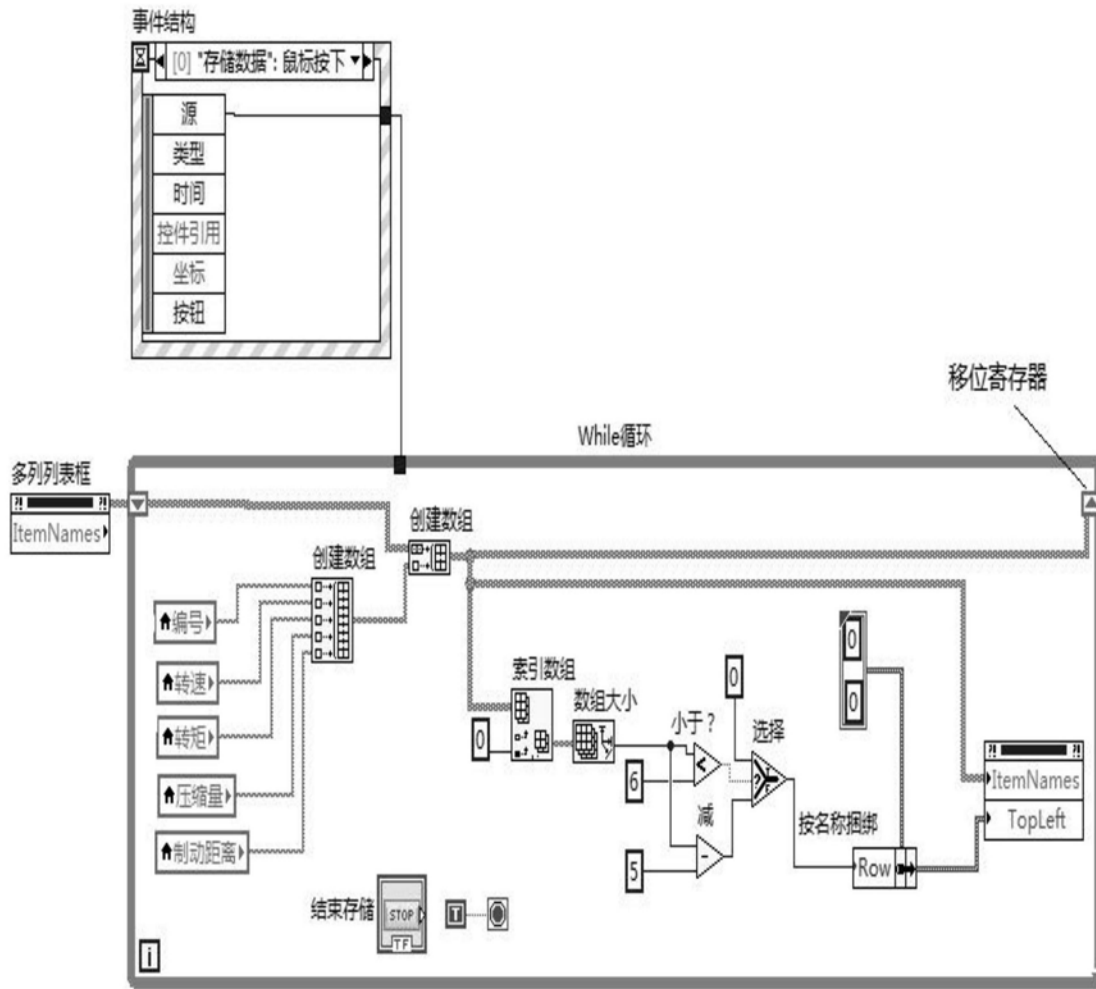 事件结构
[0] "存储数据": 鼠标按下
源
类型
时间
控件引用
坐标
按钮
移位寄存器
While循环
多列列表框
ItemNames
创建数组
创建数组
编号
转速
转矩
压缩量
制动距离
索引数组
0
数组大小
小于？
6
减
5
0
选择
0
0
按名称捆绑
Row
ItemNames
TopLeft
结束存储
STOP
TF
T
i